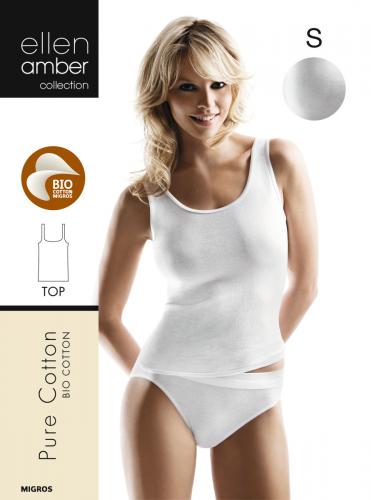 ellen
amber
collection
S
BIO
COTTON
MIGROS
TOP
Pure Cotton
BIO COTTON
MIGROS